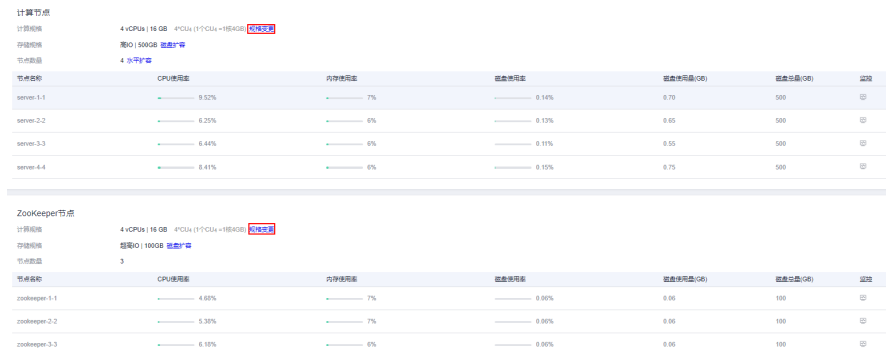 计算节点
计算规格 4 vCPUs | 16 GB 4*CUs (1个CUs =1核4GB) 规格变更
存储规格 高IO | 500GB 磁盘扩容
节点数量 4 水平扩容
节点名称 CPU使用率 内存使用率 磁盘使用率 磁盘使用量(GB) 磁盘总量(GB) 监控
server-1-1 9.52% 7% 0.14% 0.70 500
server-2-2 6.25% 6% 0.13% 0.65 500
server-3-3 6.44% 6% 0.11% 0.55 500
server-4-4 8.41% 6% 0.15% 0.75 500
ZooKeeper节点
计算规格 4 vCPUs | 16 GB 4*CUs (1个CUs =1核4GB) 规格变更
存储规格 超高IO | 100GB 磁盘扩容
节点数量 3
节点名称 CPU使用率 内存使用率 磁盘使用率 磁盘使用量(GB) 磁盘总量(GB) 监控
zookeeper-1-1 4.68% 7% 0.06% 0.06 100
zookeeper-2-2 5.38% 7% 0.06% 0.06 100
zookeeper-3-3 6.18% 6% 0.06% 0.06 100